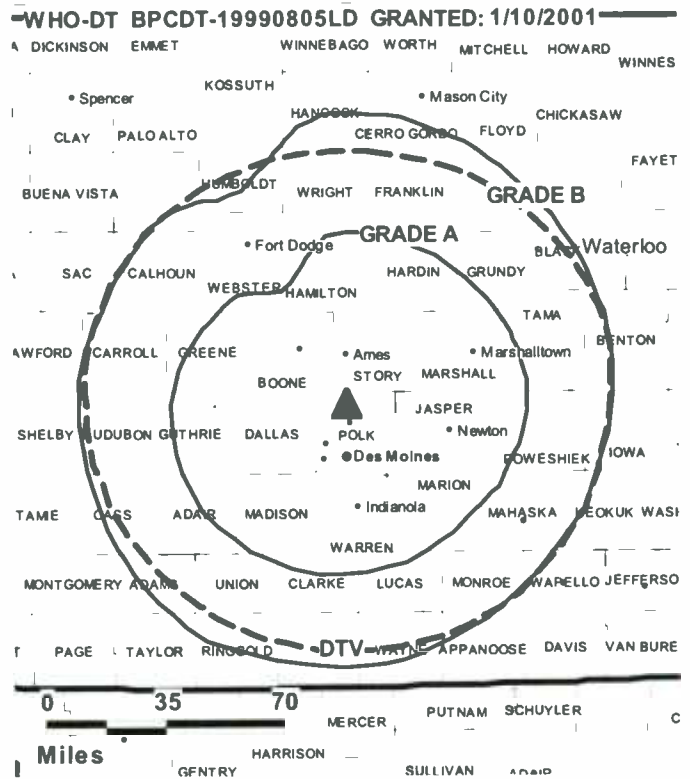 WHO-DT BPCDT-19990805LD GRANTED: 1/10/2001
DICKINSON EMMET WINNEBAGO WORTH MITCHELL HOWARD
WINNES
KOSSUTH
Spencer
Mason City
HANCOCK
CHICKASAW
CLAY PALO ALTO CERRO GORDO FLOYD
FAYET
BUENA VISTA HUMBOLDT WRIGHT FRANKLIN
GRADE B
GRADE A
Fort Dodge
BLA Waterloo
SAC CALHOUN HARDIN GRUNDY
WEBSTER HAMILTON
TAMA
BENTON
AWFORD CARROLL GREENE Ames Marshalltown
BOONE STORY MARSHALL
JASPER
SHELBY UDUBON GUTHRIE DALLAS POLK Newton
Des Moines POWESHIEK IOWA
MARION
Indianola
TAMIE CASS ADAIR MADISON MAHASKA KEOKUK WASH
WARREN
MONTGOMERY ADAMS UNION CLARKE LUCAS MONROE WAPELLO JEFFERSO
PAGE TAYLOR RINGGOLD DTV WAYNE APPANOOSE DAVIS VAN BURE
0 35 70
Miles
MERCER PUTNAM SCHUYLER C
HARRISON
GENTRY SULLIVAN ADAIR